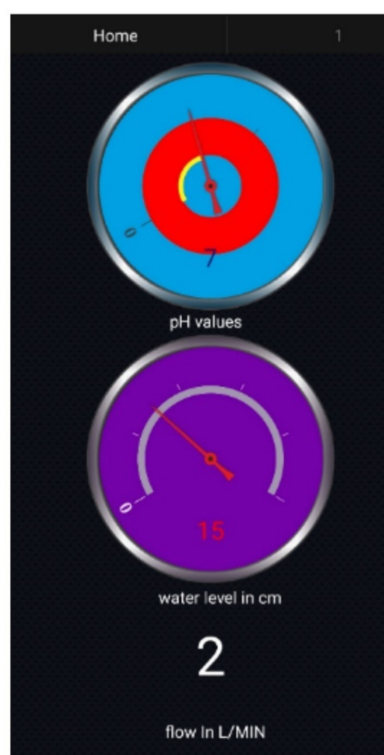 Home 1
0
7
pH values
0
15
water level in cm
2
flow In L/MIN